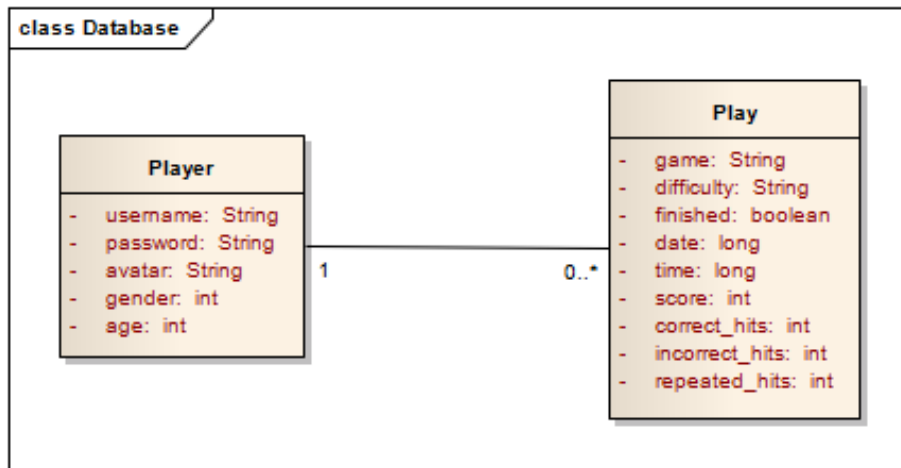 class Database
Player
- username: String
- password: String
- avatar: String
- gender: int
- age: int
1
0..*
Play
- game: String
- difficulty: String
- finished: boolean
- date: long
- time: long
- score: int
- correct_hits: int
- incorrect_hits: int
- repeated_hits: int